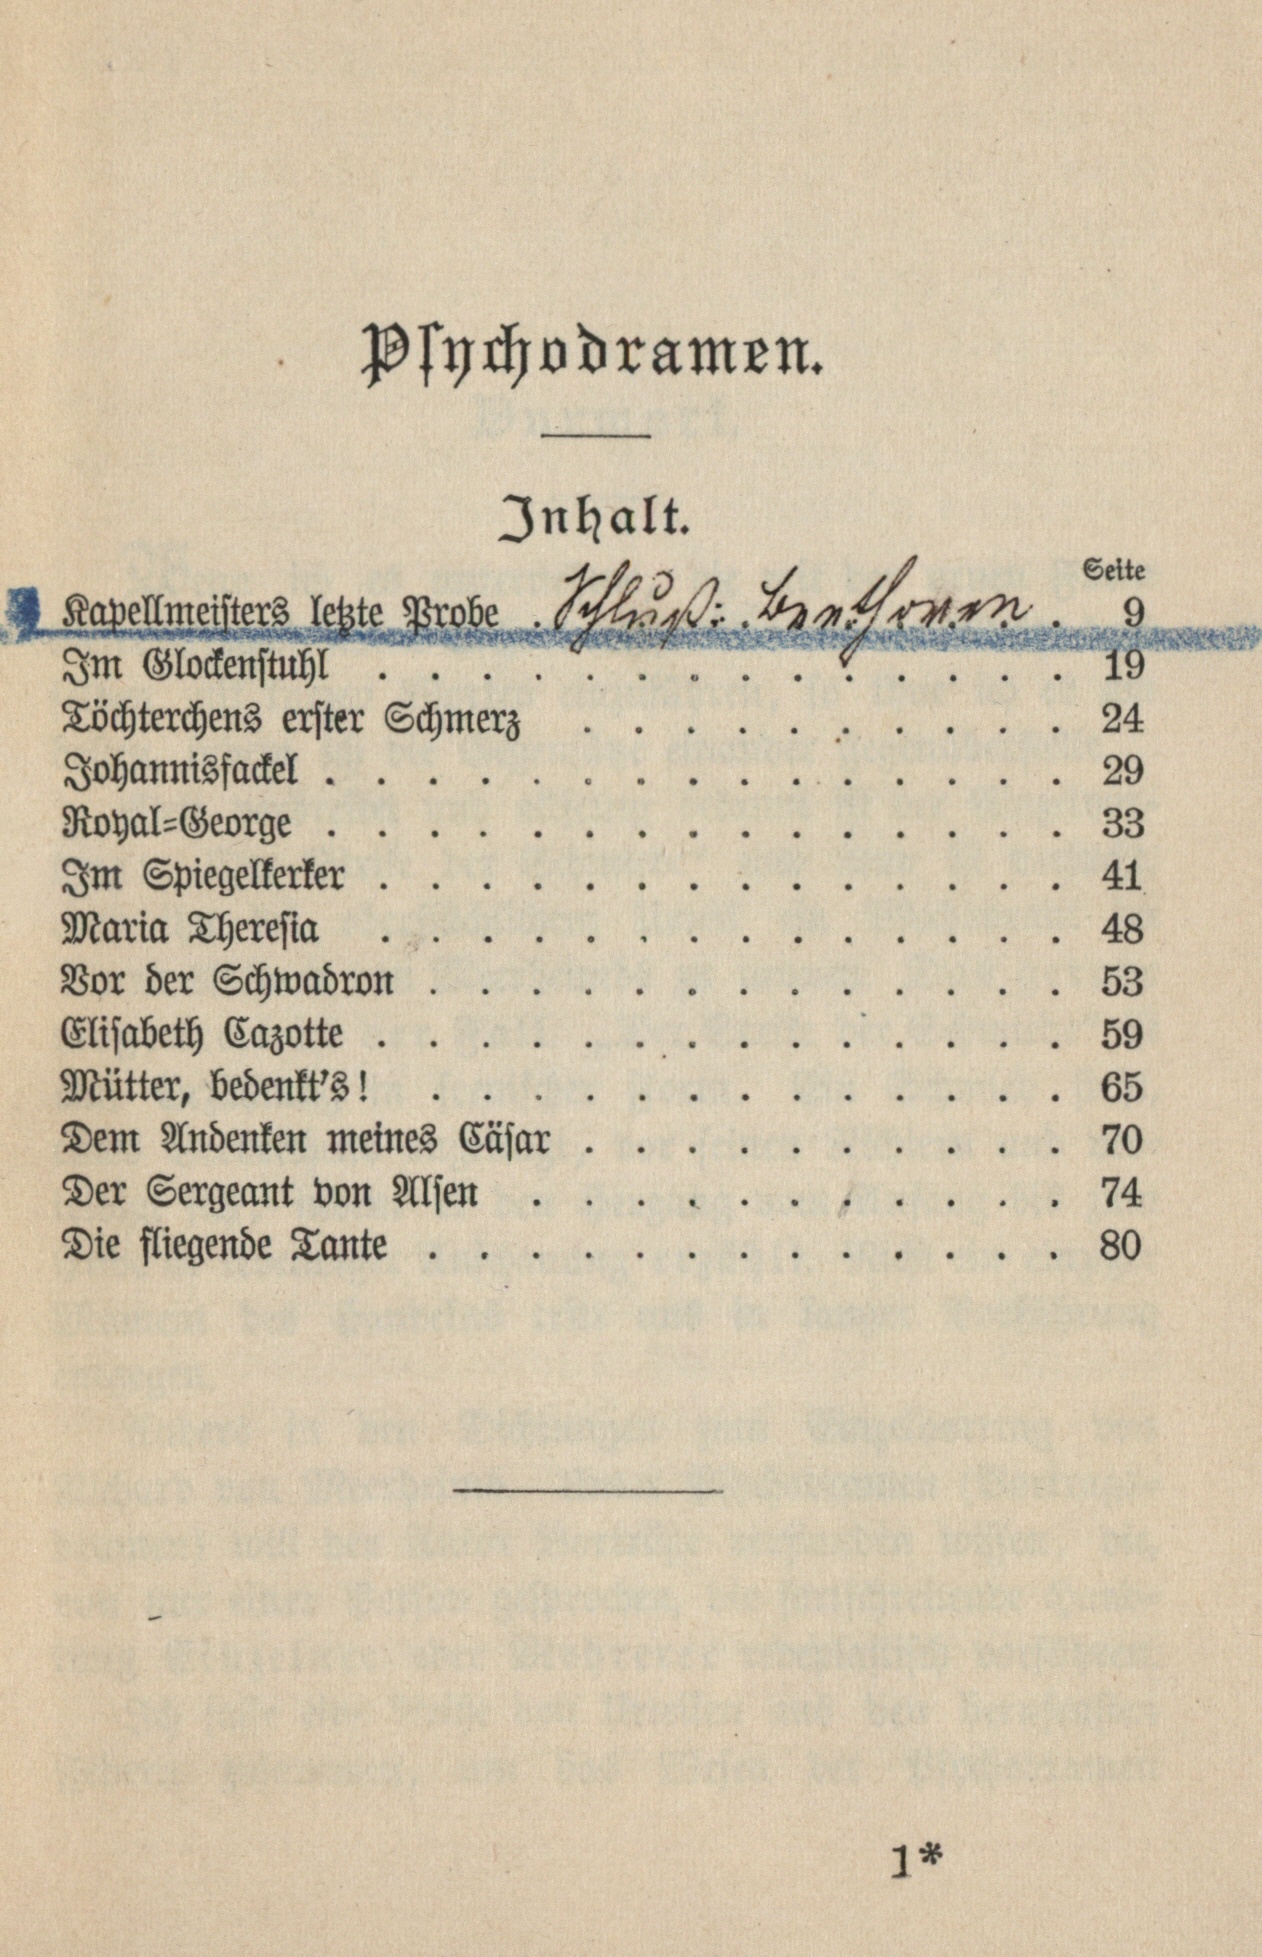 Psychodramen.
Inhalt.
Seite
Kapellmeisters letzte Probe . Schluß: Beethoven . 9
Im Glockenstuhl . . . . . . . . . . . . . . 19
Töchterchens erster Schmerz . . . . . . . . . . 24
Johannisfackel . . . . . . . . . . . . . . . 29
Royal=George . . . . . . . . . . . . . . . 33
Im Spiegelkerker . . . . . . . . . . . . . . 41
Maria Theresia . . . . . . . . . . . . . . 48
Vor der Schwadron . . . . . . . . . . . . . 53
Elisabeth Cazotte . . . . . . . . . . . . . . 59
Mütter, bedenkt's! . . . . . . . . . . . . . 65
Dem Andenken meines Cäsar . . . . . . . . . . 70
Der Sergeant von Alsen . . . . . . . . . . . 74
Die fliegende Tante . . . . . . . . . . . . . 80
1*